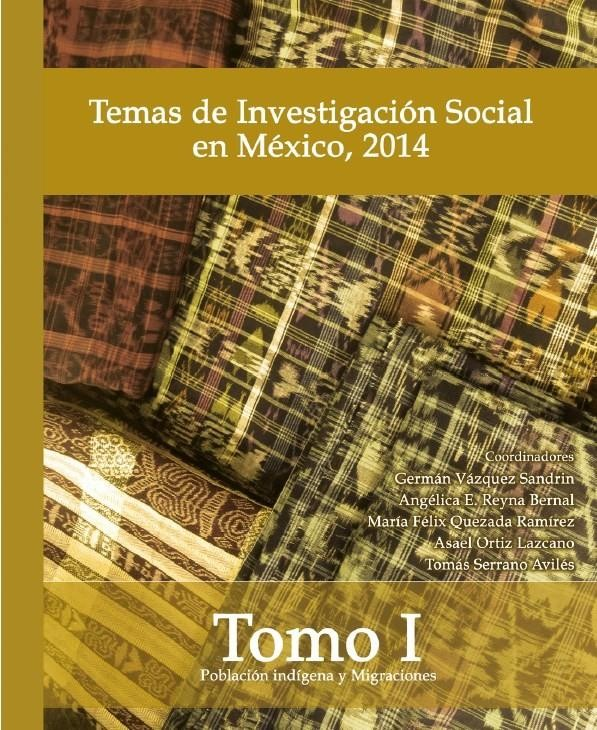 Temas de Investigación Social
en México, 2014
Coordinadores
Germán Vázquez Sandrin
Angélica E. Reyna Bernal
María Félix Quezada Ramírez
Asael Ortiz Lazcano
Tomás Serrano Avilés
Tomo I
Población indígena y Migraciones